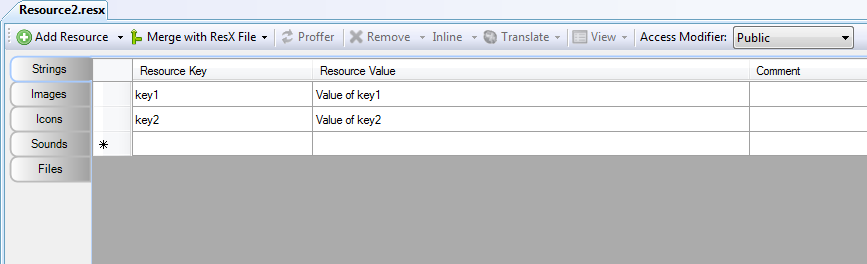 Resource2.resx
Add Resource Merge with ResX File Proffer Remove Inline Translate View Access Modifier: Public
Strings
Images
Icons
Sounds
Files
Resource Key Resource Value Comment
key1 Value of key1
key2 Value of key2